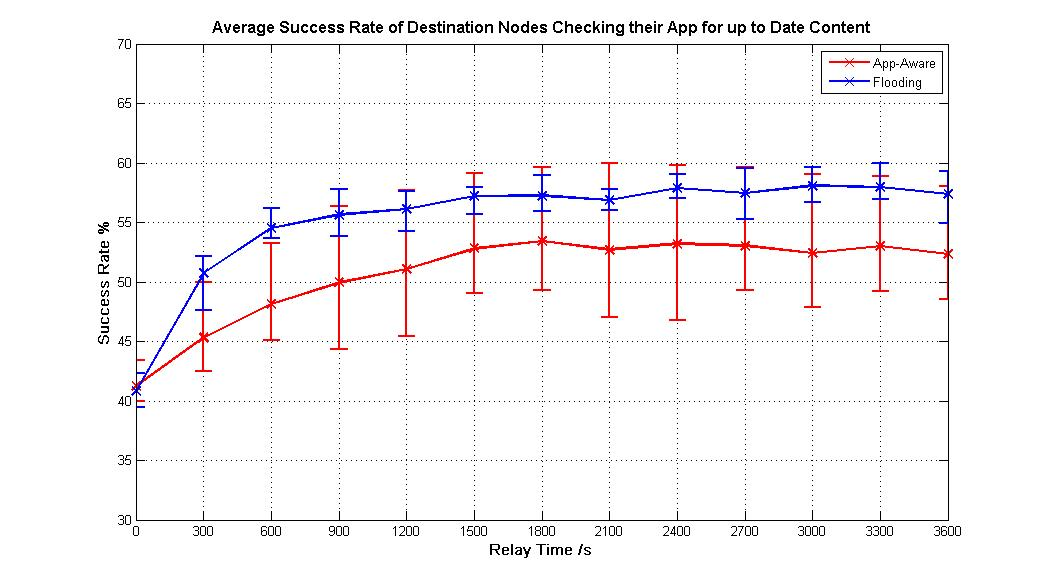 Average Success Rate of Destination Nodes Checking their App for up to Date Content
App-Aware
Flooding
Success Rate %
70
65
60
55
50
45
40
35
30
0 300 600 900 1200 1500 1800 2100 2400 2700 3000 3300 3600
Relay Time /s